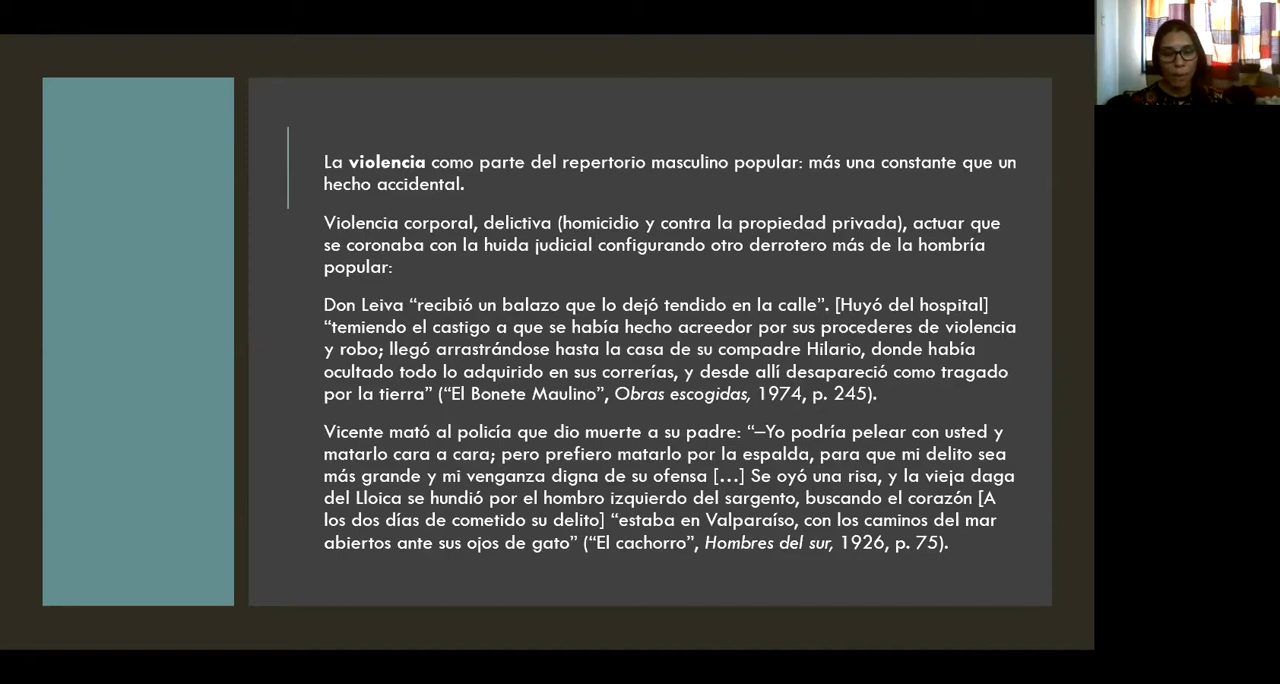 La violencia como parte del repertorio masculino popular: más una constante que un
hecho accidental.
Violencia corporal, delictiva (homicidio y contra la propiedad privada), actuar que
se coronaba con la huida judicial configurando otro derrotero más de la hombría
popular:
Don Leiva “recibió un balazo que lo dejó tendido en la calle”. [Huyó del hospital]
“temiendo el castigo a que se había hecho acreedor por sus procederes de violencia
y robo; llegó arrastrándose hasta la casa de su compadre Hilario, donde había
ocultado todo lo adquirido en sus correrías, y desde allí desapareció como tragado
por la tierra” (“El Bonete Maulino”, Obras escogidas, 1974, p. 245).
Vicente mató al policía que dio muerte a su padre: “—Yo podría pelear con usted y
matarlo cara a cara; pero prefiero matarlo por la espalda, para que mi delito sea
más grande y mi venganza digna de su ofensa […] Se oyó una risa, y la vieja daga
del Lloica se hundió por el hombro izquierdo del sargento, buscando el corazón [A
los dos días de cometido su delito] “estaba en Valparaíso, con los caminos del mar
abiertos ante sus ojos de gato” (“El cachorro”, Hombres del sur, 1926, p. 75).